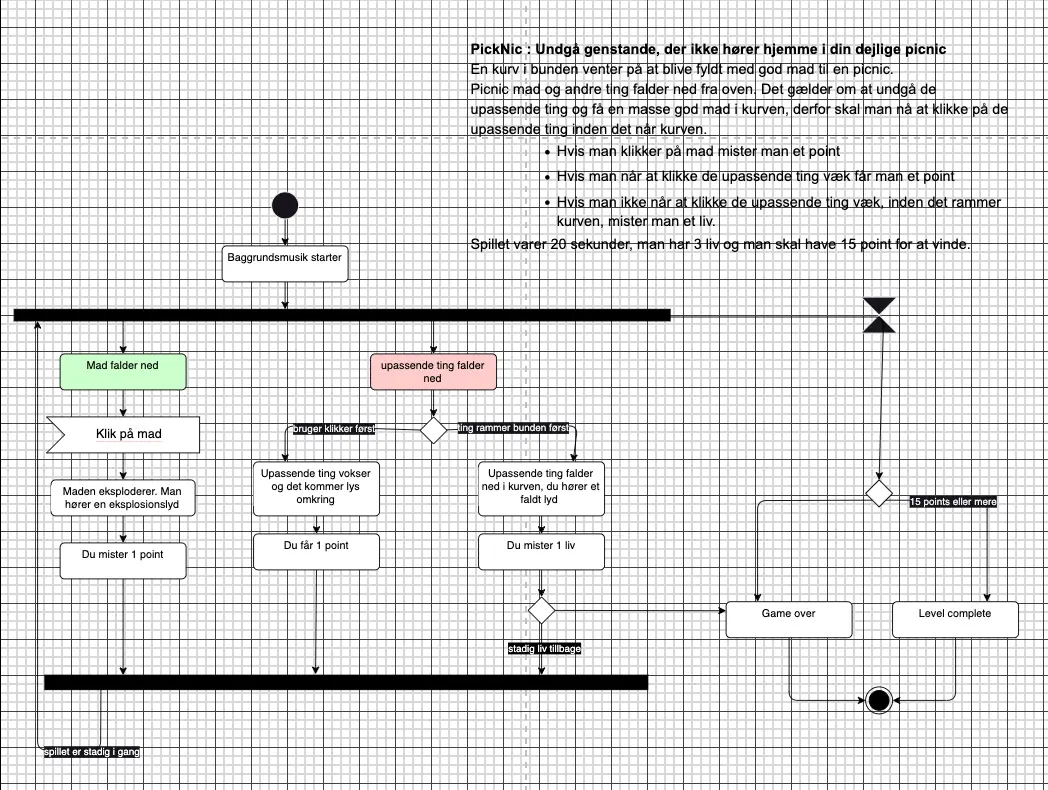 PickNic : Undgå genstande, der ikke hører hjemme i din dejlige picnic
En kurv i bunden venter på at blive fyldt med god mad til en picnic.
Picnic mad og andre ting falder ned fra oven. Det gælder om at undgå de
upassende ting og få en masse god mad i kurven, derfor skal man nå at klikke på de
upassende ting inden det når kurven.
• Hvis man klikker på mad mister man et point
• Hvis man når at klikke de upassende ting væk får man et point
• Hvis man ikke når at klikke de upassende ting væk, inden det rammer
kurven, mister man et liv.
Spillet varer 20 sekunder, man har 3 liv og man skal have 15 point for at vinde.
Baggrundsmusik starter
Mad falder ned
upassende ting falder
ned
Klik på mad
bruger klikker først
ting rammer bunden først
Maden eksploderer. Man
hører en eksplosionslyd
Upassende ting vokser
og det kommer lys
omkring
Upassende ting falder
ned i kurven, du hører et
faldt lyd
15 points eller mere
Du mister 1 point
Du får 1 point
Du mister 1 liv
Game over
Level complete
stadig liv tillbage
spillet er stadig i gang